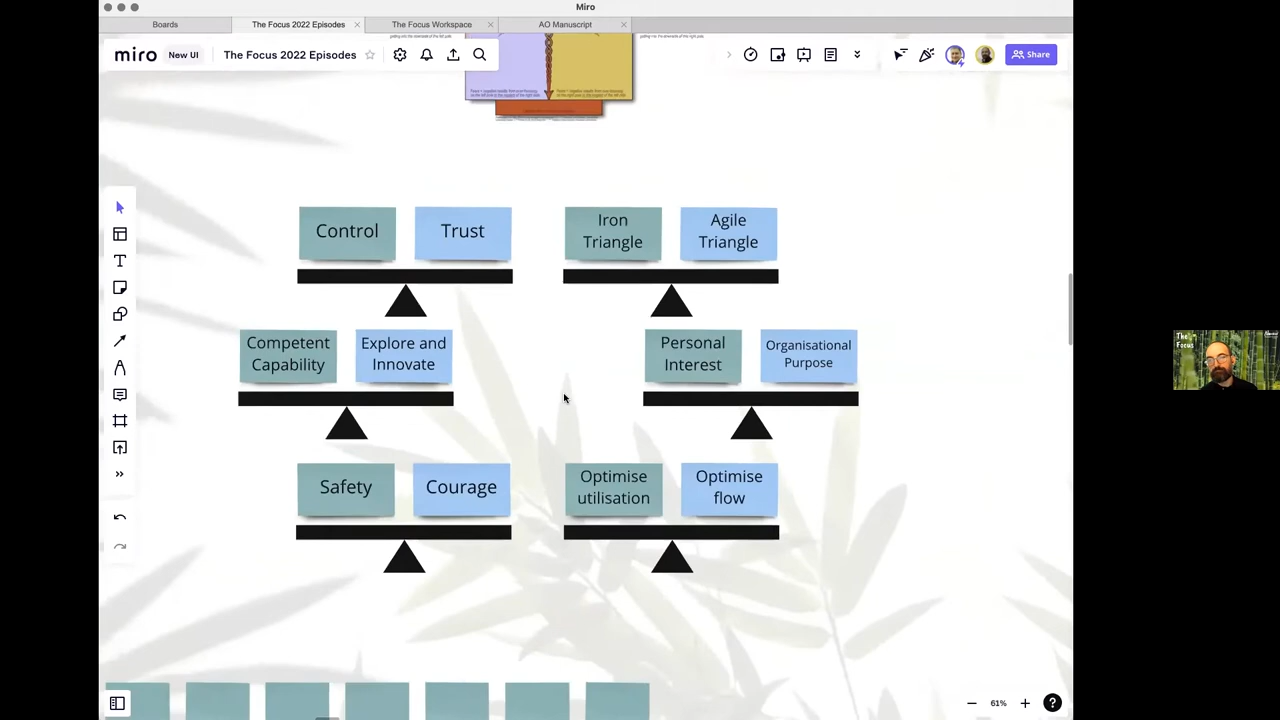 Miro
Boards
The Focus 2022 Episodes
The Focus Workspace
AO Manuscript
miro
New UI
The Focus 2022 Episodes
Share
Control
Trust
Iron
Triangle
Agile
Triangle
Competent
Capability
Explore and
Innovate
Personal
Interest
Organisational
Purpose
Safety
Courage
Optimise
utilisation
Optimise
flow
The
Focus
61%